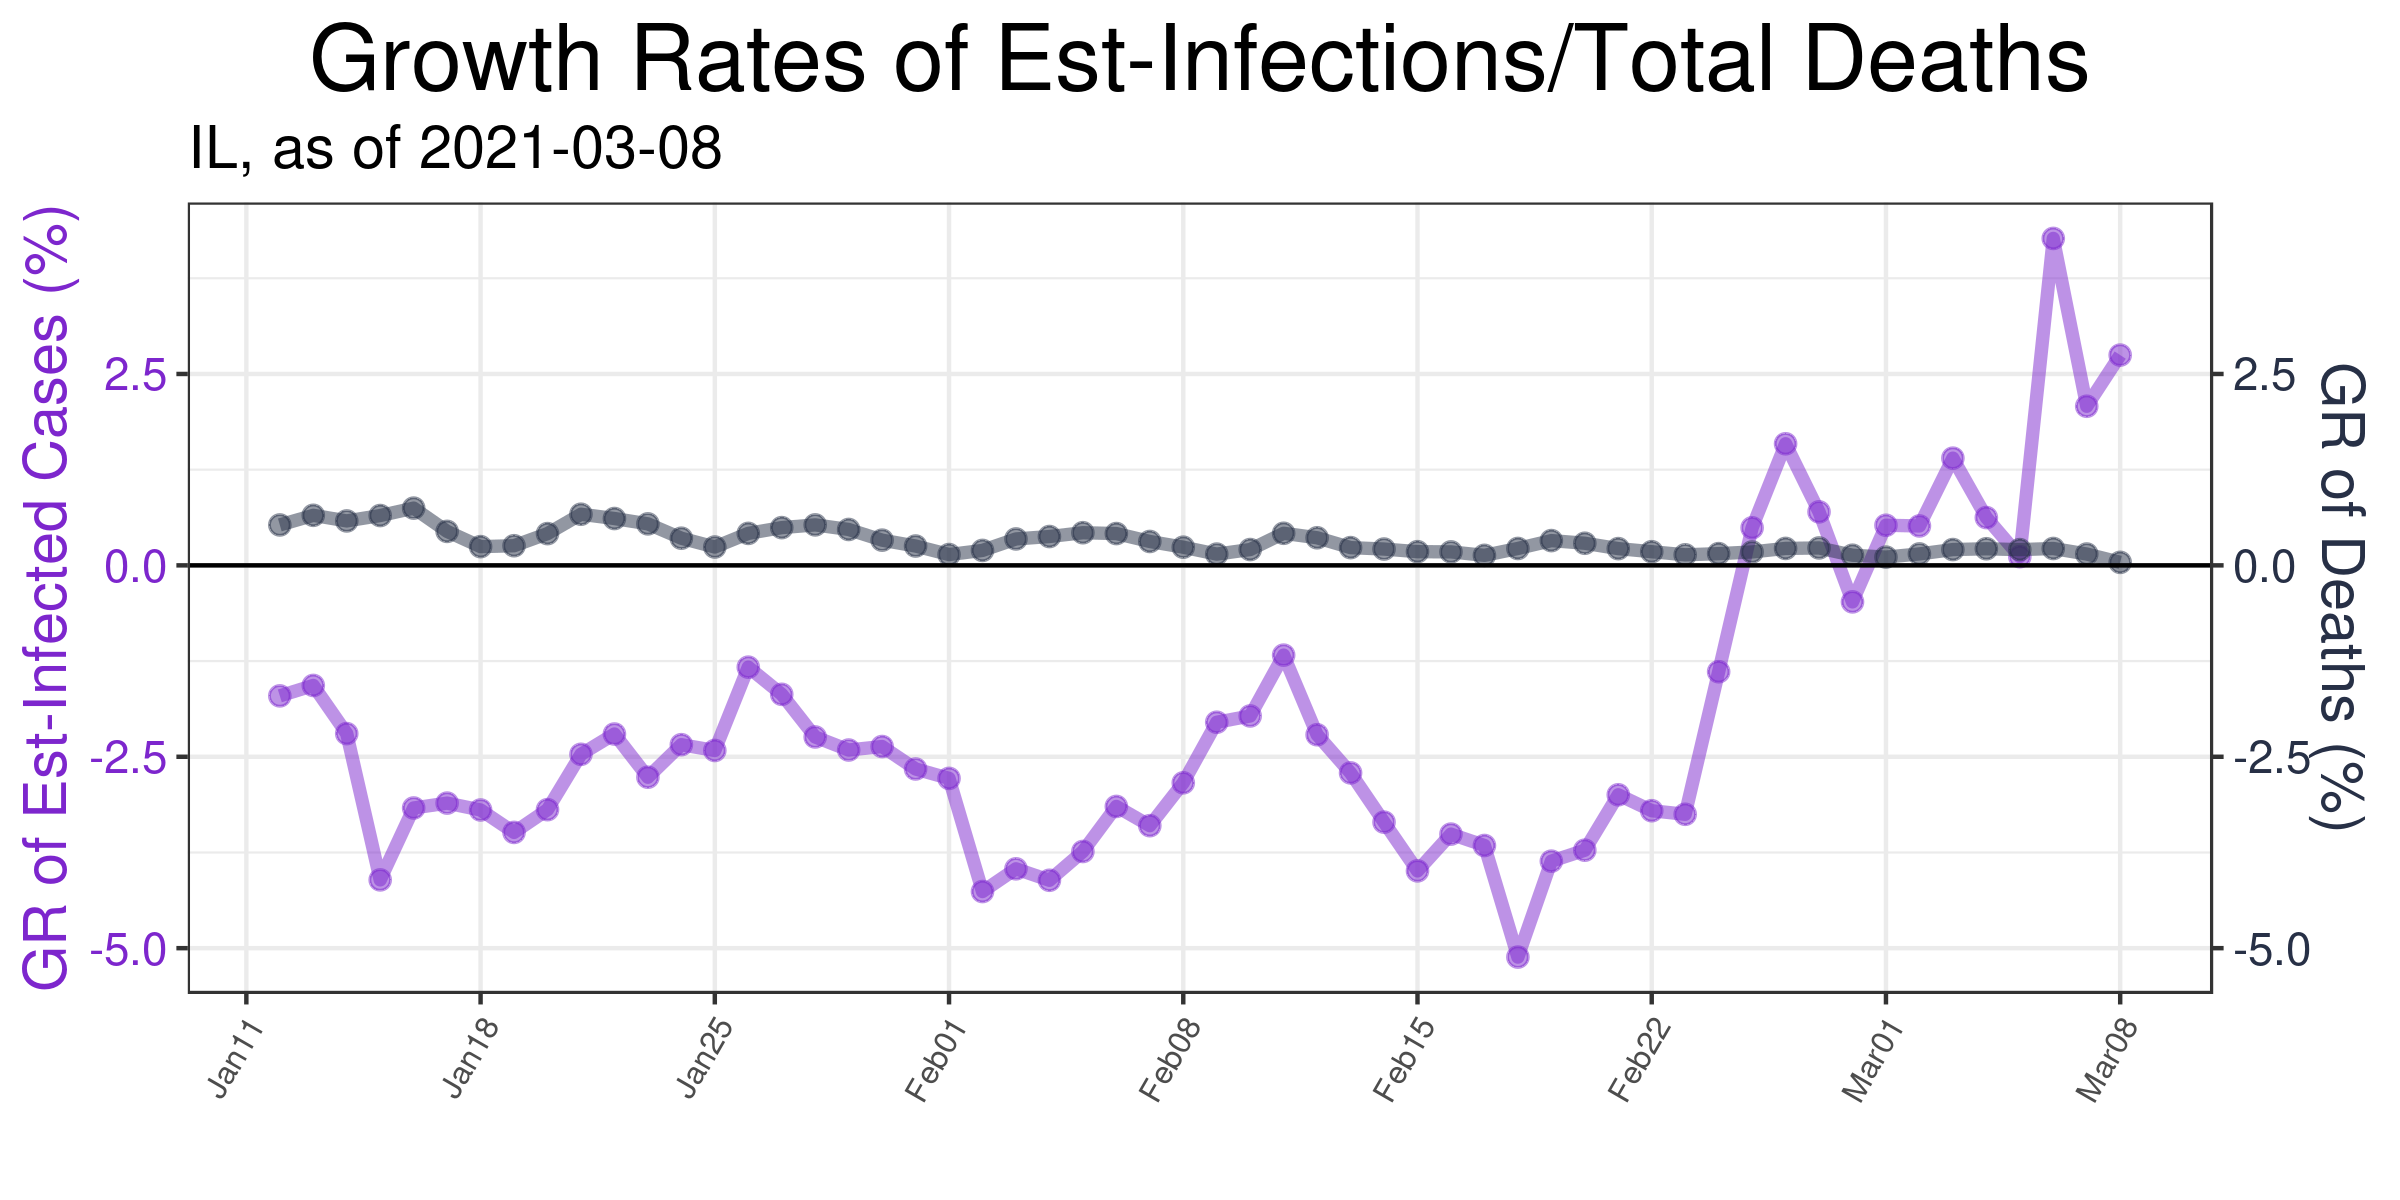 Growth Rates of Est-Infections/Total Deaths
IL, as of 2021-03-08
GR of Est-Infected Cases (%)
2.5
0.0
-2.5
-5.0
2.5
0.0
-2.5
-5.0
GR of Deaths (%)
Jan11
Jan18
Jan25
Feb01
Feb08
Feb15
Feb22
Mar01
Mar08